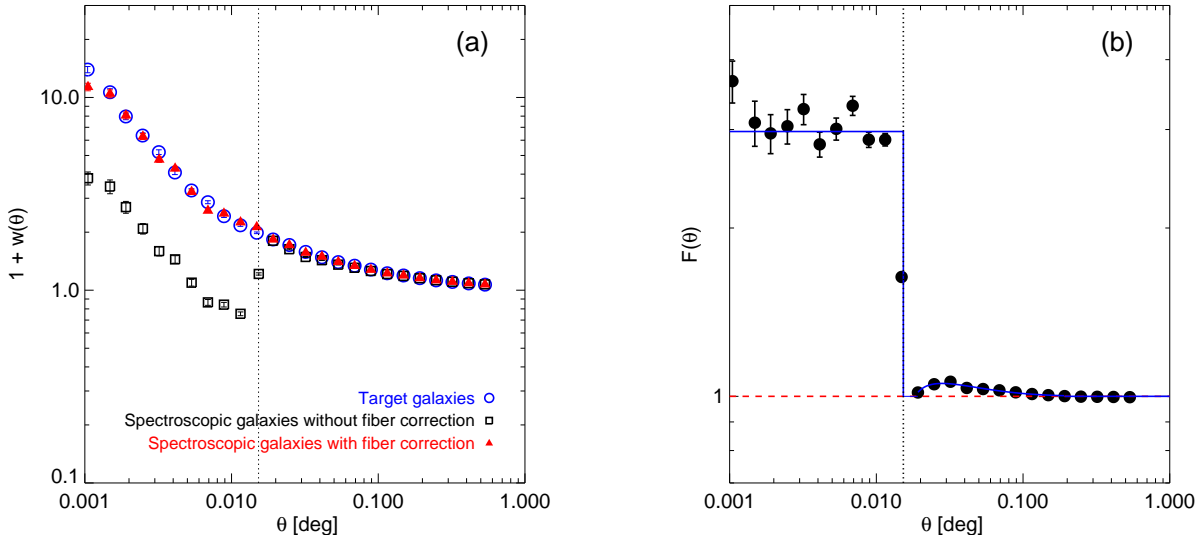 (a)
10.0
1.0
0.1
1 + w(θ)
Target galaxies
Spectroscopic galaxies without fiber correction
Spectroscopic galaxies with fiber correction
0.001
0.010
0.100
1.000
θ [deg]
(b)
F(θ)
1
0.001
0.010
0.100
1.000
θ [deg]